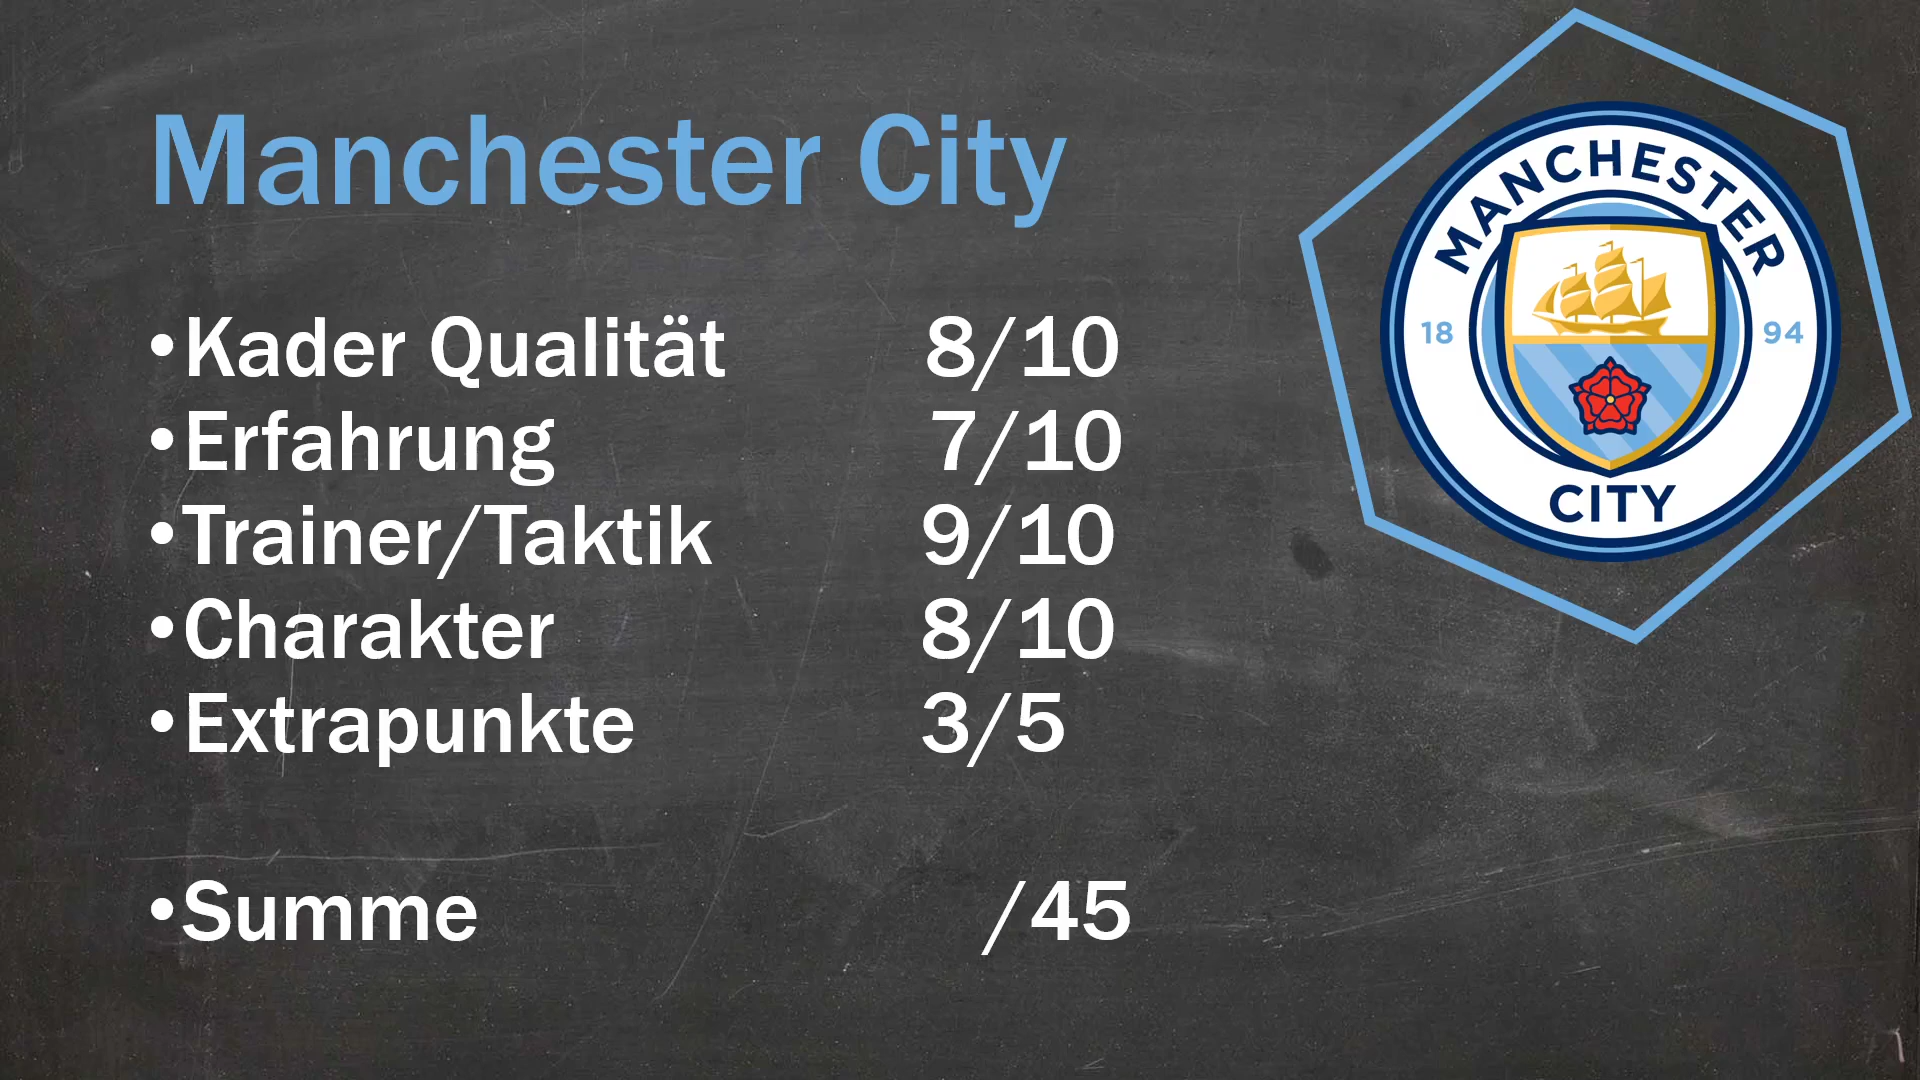 Manchester City
•Kader Qualität 8/10
•Erfahrung 7/10
•Trainer/Taktik 9/10
•Charakter 8/10
•Extrapunkte 3/5
•Summe /45
MANCHESTER
18 94
CITY